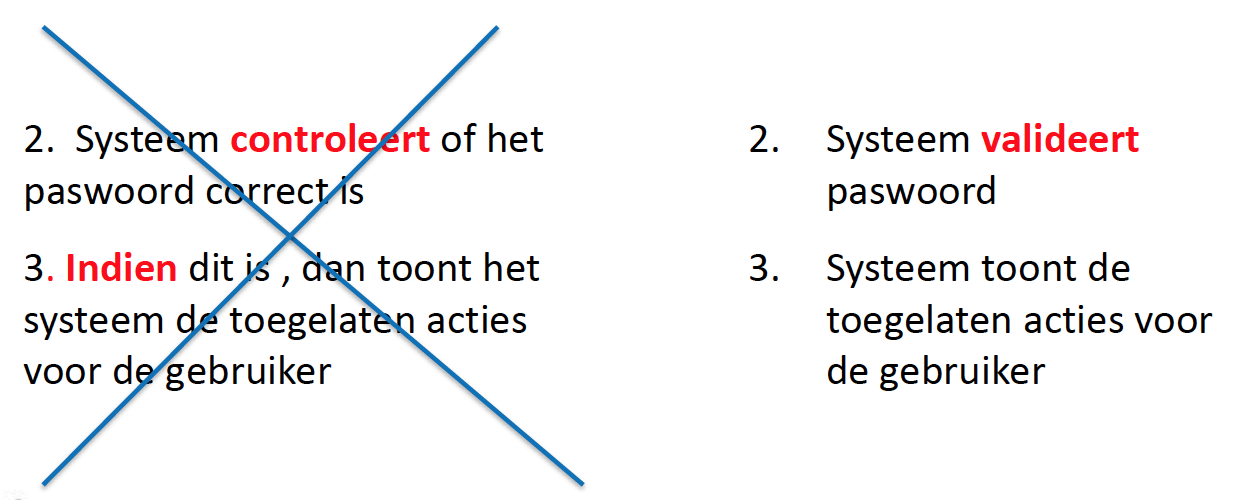 2. Systeem controleert of het
paswoord correct is
3. Indien dit is , dan toont het
systeem de toegelaten acties
voor de gebruiker
2. Systeem valideert
paswoord
3. Systeem toont de
toegelaten acties voor
de gebruiker